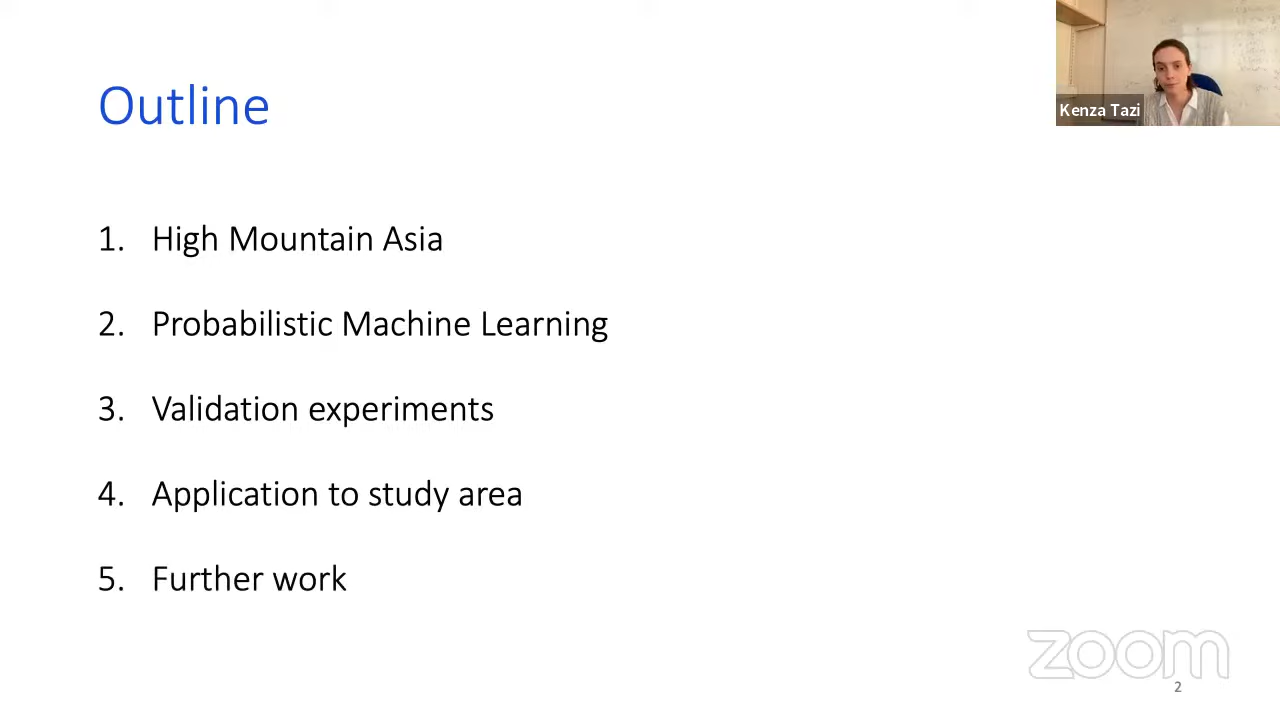 Outline
Kenza Tazi
1. High Mountain Asia
2. Probabilistic Machine Learning
3. Validation experiments
4. Application to study area
5. Further work
zoom
2